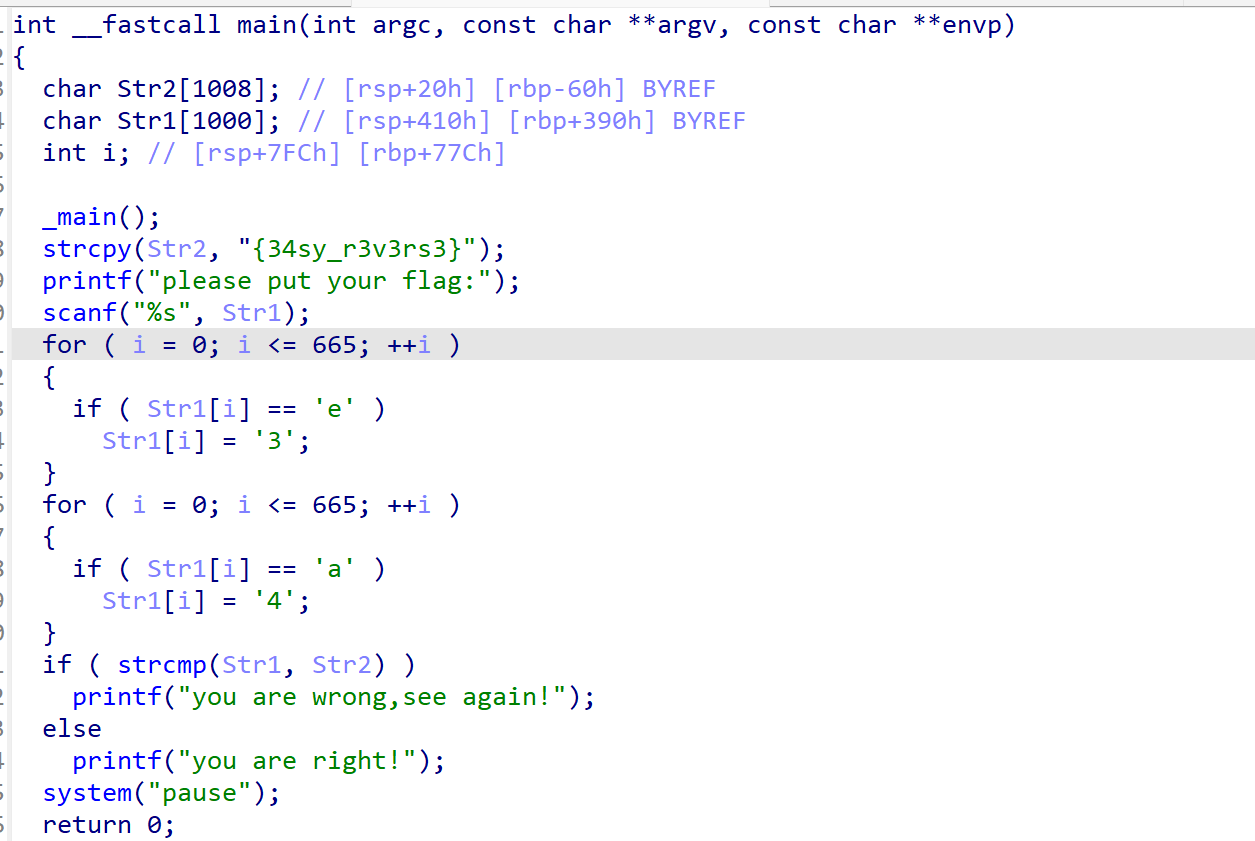 int __fastcall main(int argc, const char **argv, const char **envp)
{
  char Str2[1008]; // [rsp+20h] [rbp-60h] BYREF
  char Str1[1000]; // [rsp+410h] [rbp+390h] BYREF
  int i; // [rsp+7FCh] [rbp+77Ch]

  _main();
  strcpy(Str2, "{34sy_r3v3rs3}");
  printf("please put your flag:");
  scanf("%s", Str1);
  for ( i = 0; i <= 665; ++i )
  {
    if ( Str1[i] == 'e' )
      Str1[i] = '3';
  }
  for ( i = 0; i <= 665; ++i )
  {
    if ( Str1[i] == 'a' )
      Str1[i] = '4';
  }
  if ( strcmp(Str1, Str2) )
    printf("you are wrong,see again!");
  else
    printf("you are right!");
  system("pause");
  return 0;